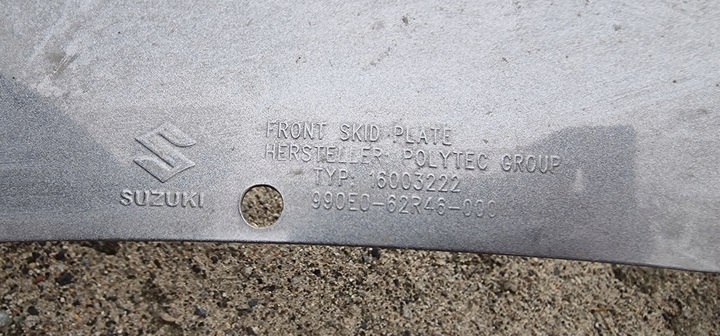 FRONT SKID PLATE
HERSTELLER: POLYTEC GROUP
TYP: 16003222
990E0-62R46-000
SUZUKI